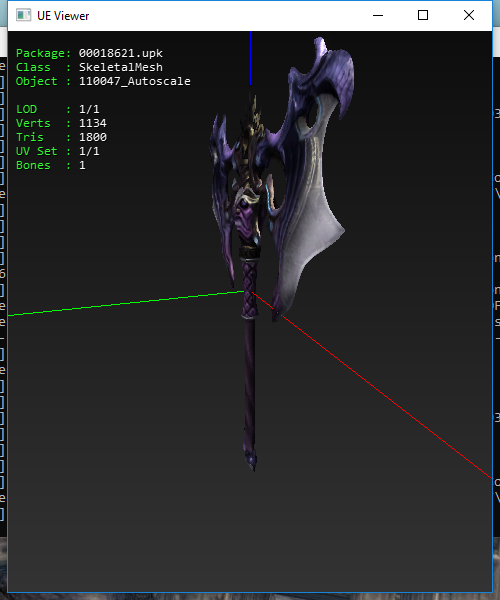 UE Viewer
Package: 00018621.upk
Class : SkeletalMesh
Object : 110047_Autoscale
LOD : 1/1
Verts : 1134
Tris : 1800
UV Set : 1/1
Bones : 1